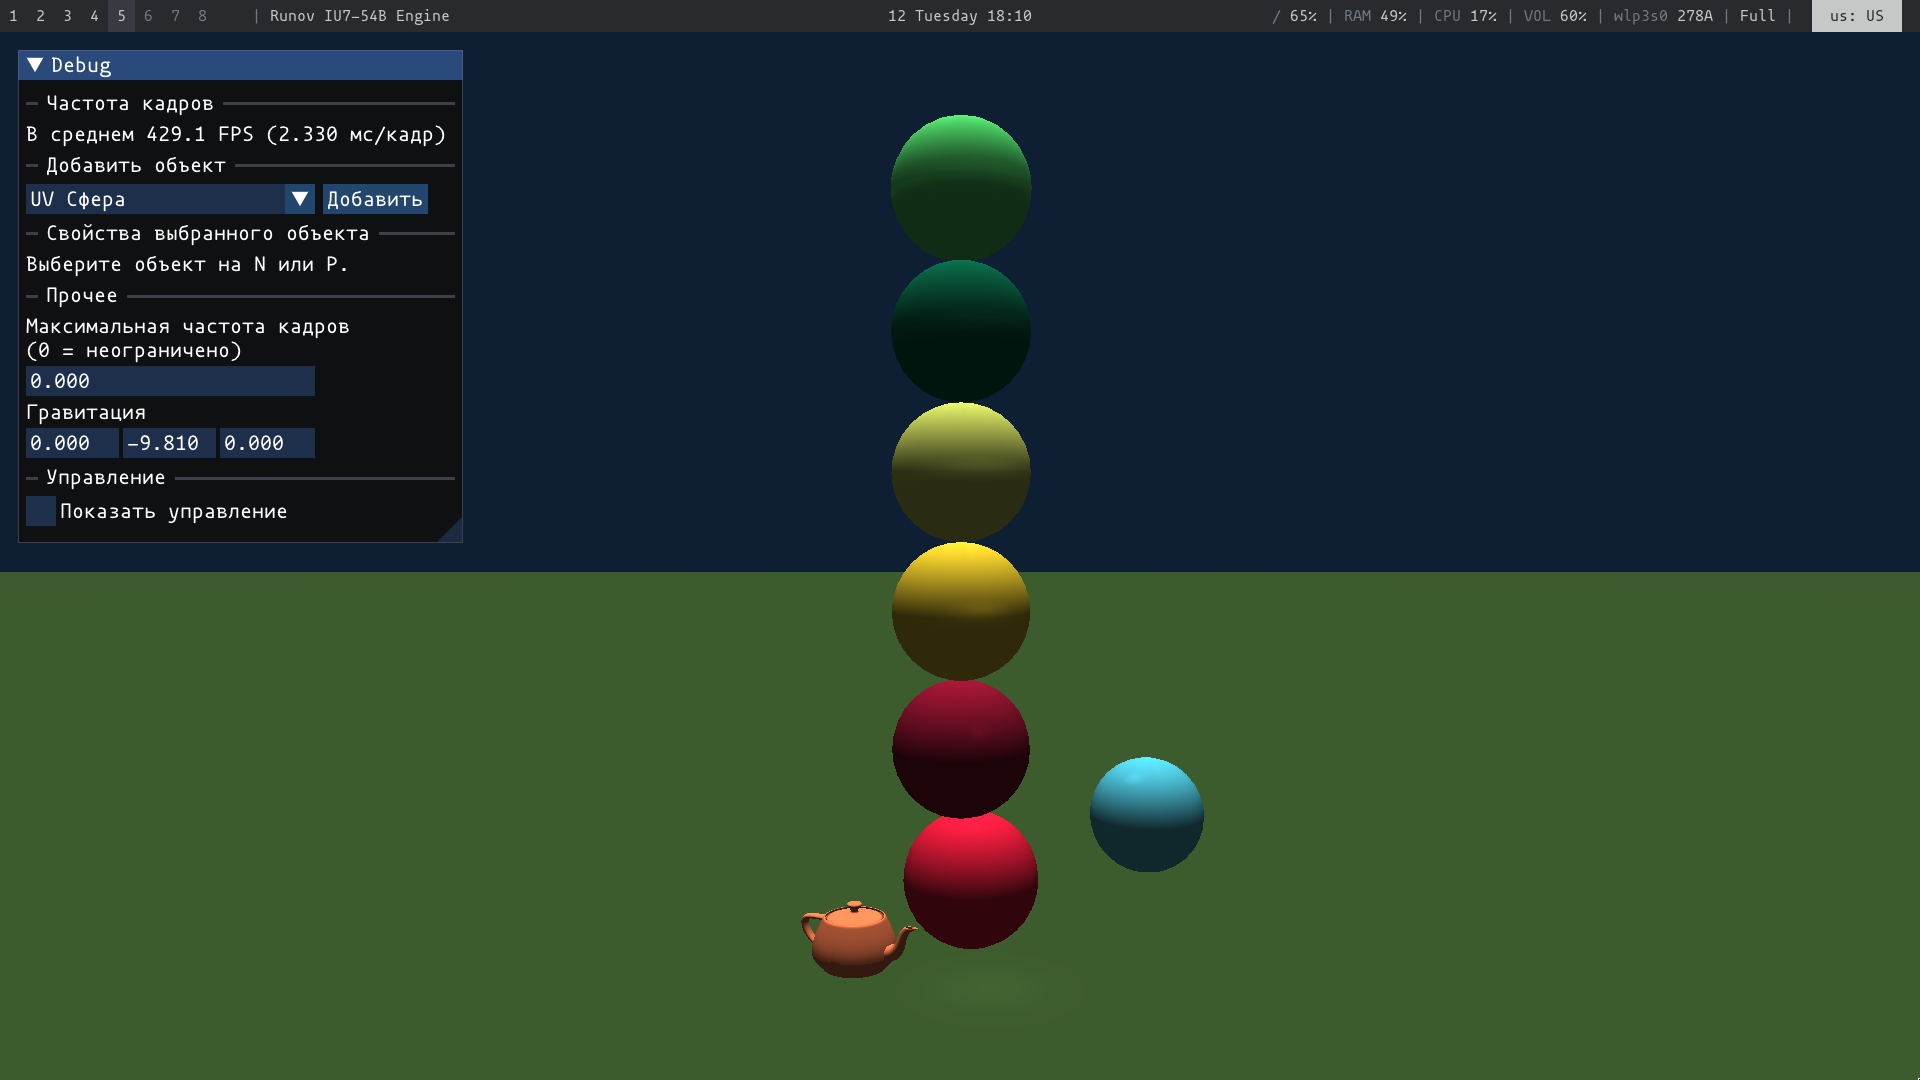 1 2 3 4 5 6 7 8 | Runov IU7-54B Engine 12 Tuesday 18:10 / 65% | RAM 49% | CPU 17% | VOL 60% | wlp3s0 278A | Full | us: US
Debug
Частота кадров
В среднем 429.1 FPS (2.330 мс/кадр)
Добавить объект
UV Сфера Добавить
Свойства выбранного объекта
Выберите объект на N или P.
Прочее
Максимальная частота кадров
(0 = неограничено)
0.000
Гравитация
0.000 -9.810 0.000
Управление
Показать управление